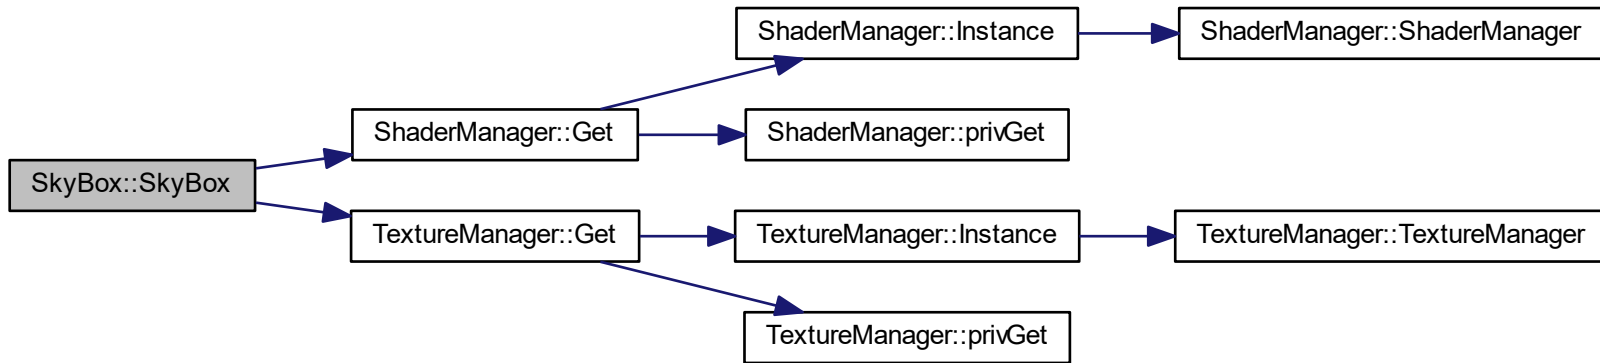 ShaderManager::Instance
ShaderManager::ShaderManager
ShaderManager::Get
ShaderManager::privGet
SkyBox::SkyBox
TextureManager::Get
TextureManager::Instance
TextureManager::TextureManager
TextureManager::privGet